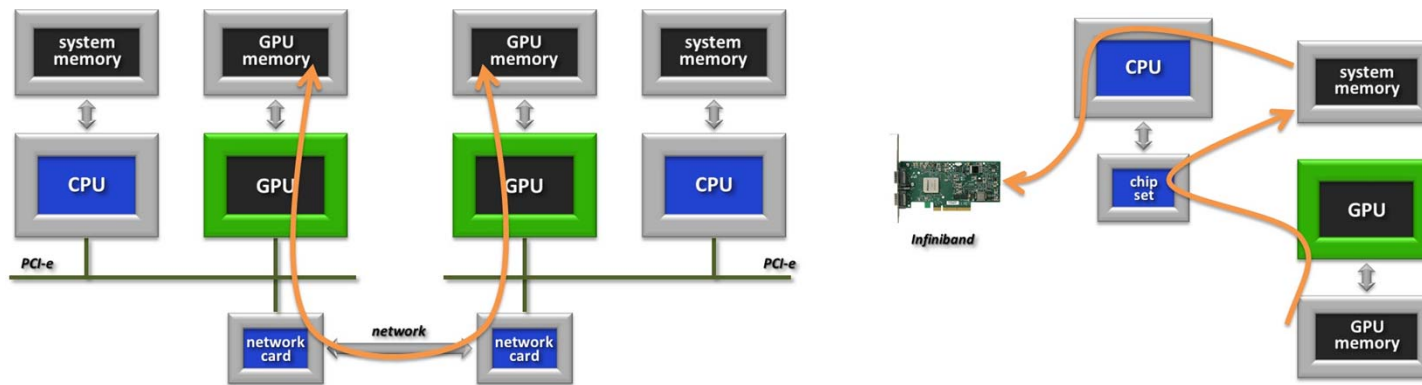 system
memory
GPU
memory
GPU
memory
system
memory
CPU
GPU
GPU
CPU
PCI-e
PCI-e
network
card
network
network
card
CPU
system
memory
chip
set
Infiniband
GPU
GPU
memory